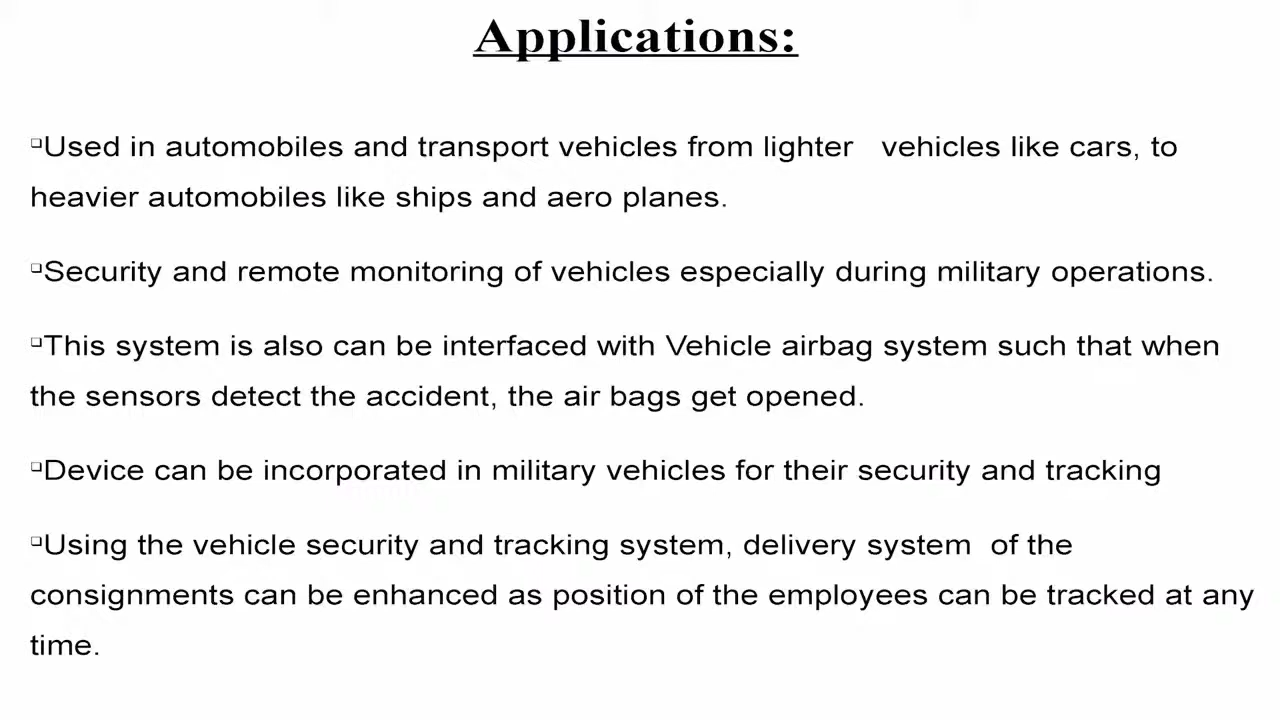 Applications:
❑Used in automobiles and transport vehicles from lighter   vehicles like cars, to
heavier automobiles like ships and aero planes.
❑Security and remote monitoring of vehicles especially during military operations.
❑This system is also can be interfaced with Vehicle airbag system such that when
the sensors detect the accident, the air bags get opened.
❑Device can be incorporated in military vehicles for their security and tracking
❑Using the vehicle security and tracking system, delivery system  of the
consignments can be enhanced as position of the employees can be tracked at any
time.